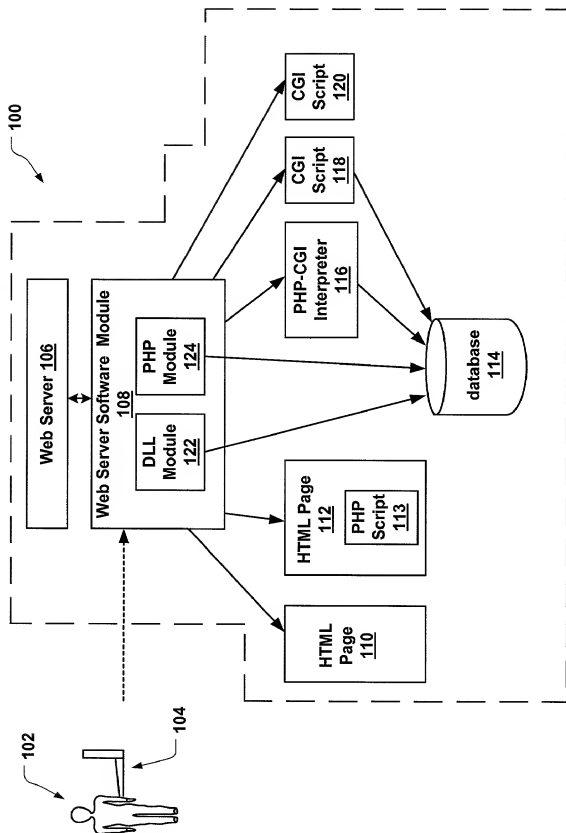 100
102
104
Web Server 106
Web Server Software Module
108
DLL
Module
122
PHP
Module
124
HTML
Page
110
HTML Page
112
PHP
Script
113
PHP-CGI
Interpreter
116
CGI
Script
118
CGI
Script
120
database
114